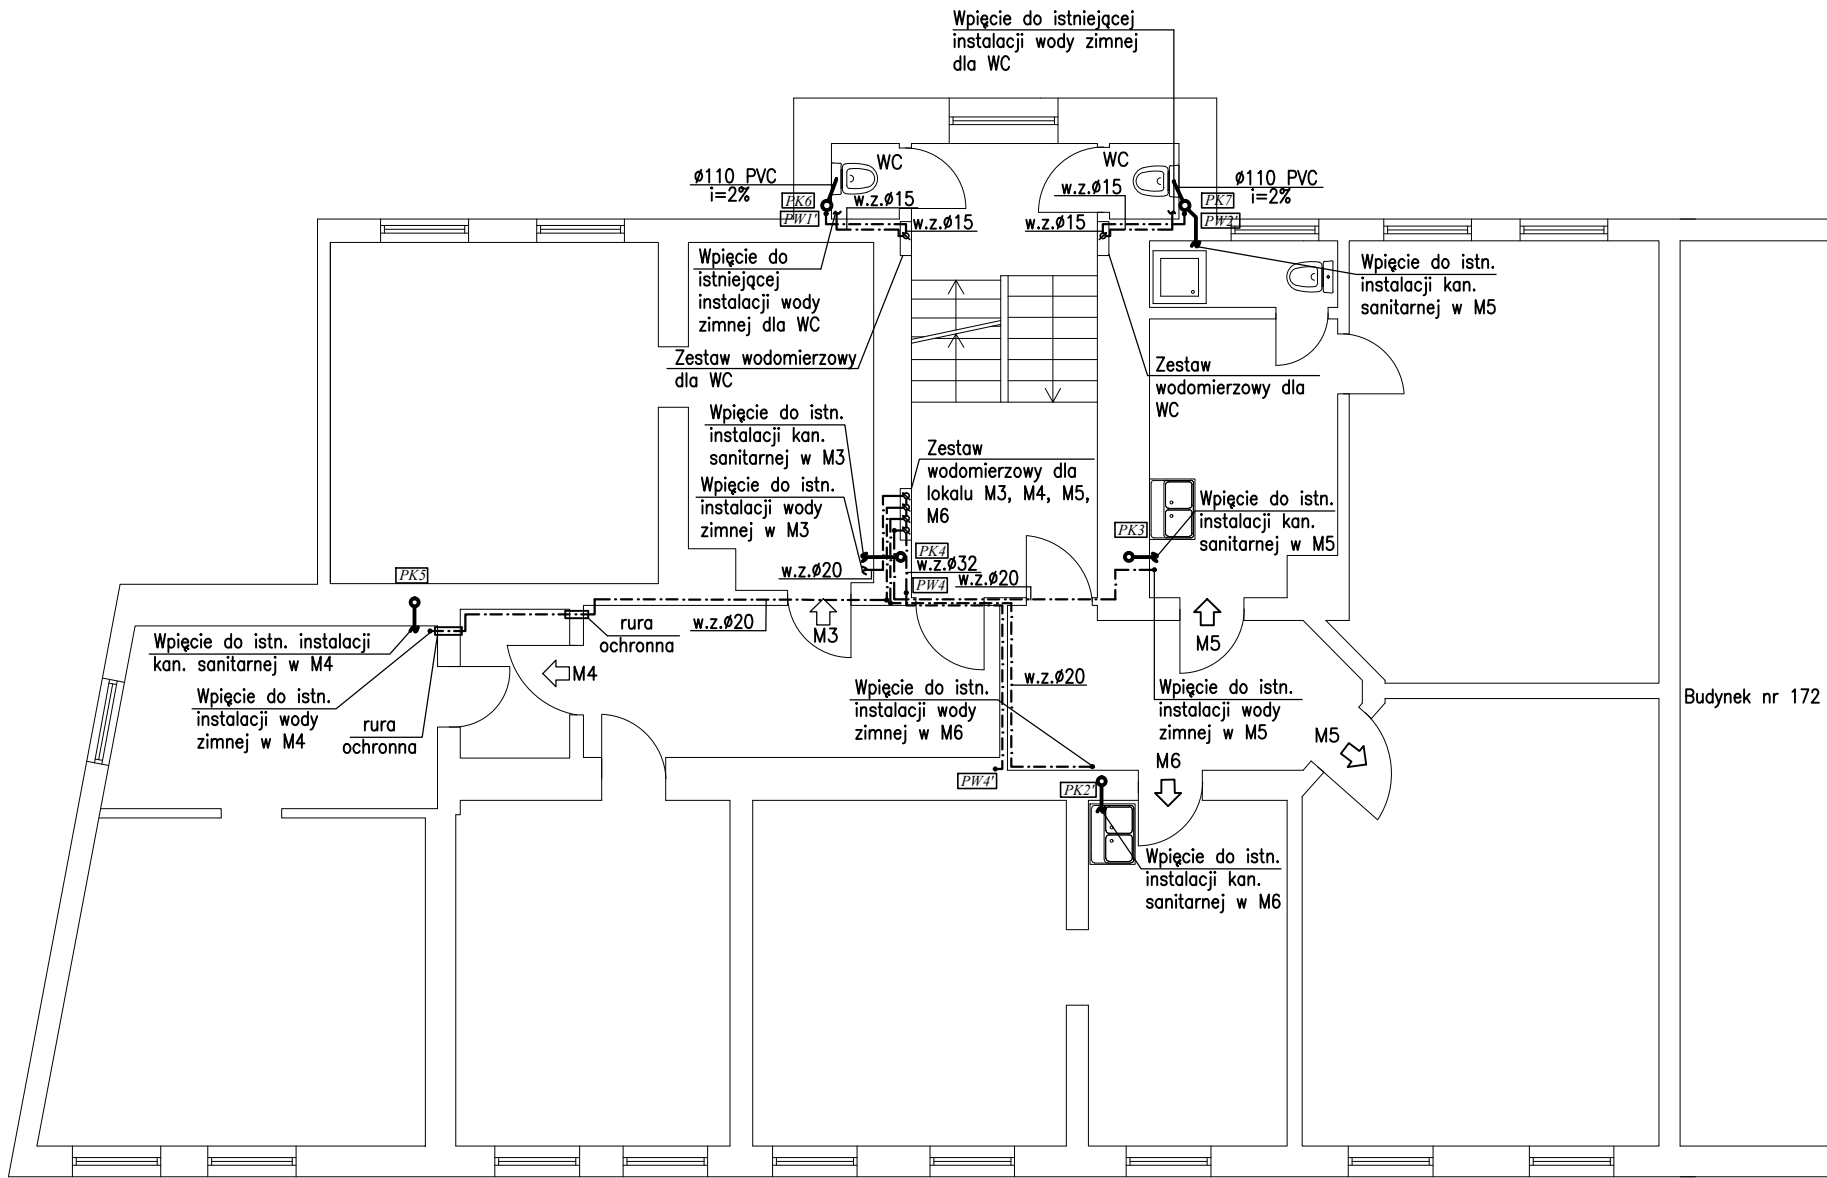 Wpięcie do istniejącej
instalacji wody zimnej
dla WC
WC
WC
Ø110 PVC
i=2%
PK6
PW1'
w.z.Ø15
w.z.Ø15
w.z.Ø15
w.z.Ø15
Ø110 PVC
i=2%
PK7
PW2'
Wpięcie do
istniejącej
instalacji wody
zimnej dla WC
Wpięcie do istn.
instalacji kan.
sanitarnej w M5
Zestaw wodomierzowy
dla WC
Zestaw
wodomierzowy dla
WC
Wpięcie do istn.
instalacji kan.
sanitarnej w M3
Zestaw
wodomierzowy dla
lokalu M3, M4, M5,
M6
Wpięcie do istn.
instalacji wody
zimnej w M3
Wpięcie do istn.
instalacji kan.
sanitarnej w M5
PK3
PK4
w.z.Ø32
w.z.Ø20
PW4
w.z.Ø20
PK5
rura
ochronna
w.z.Ø20
M3
M5
Wpięcie do istn. instalacji
kan. sanitarnej w M4
M4
w.z.Ø20
Wpięcie do istn.
instalacji wody
zimnej w M4
rura
ochronna
Wpięcie do istn.
instalacji wody
zimnej w M6
Wpięcie do istn.
instalacji wody
zimnej w M5
Budynek nr 172
M5
M6
PW4'
PK2'
Wpięcie do istn.
instalacji kan.
sanitarnej w M6